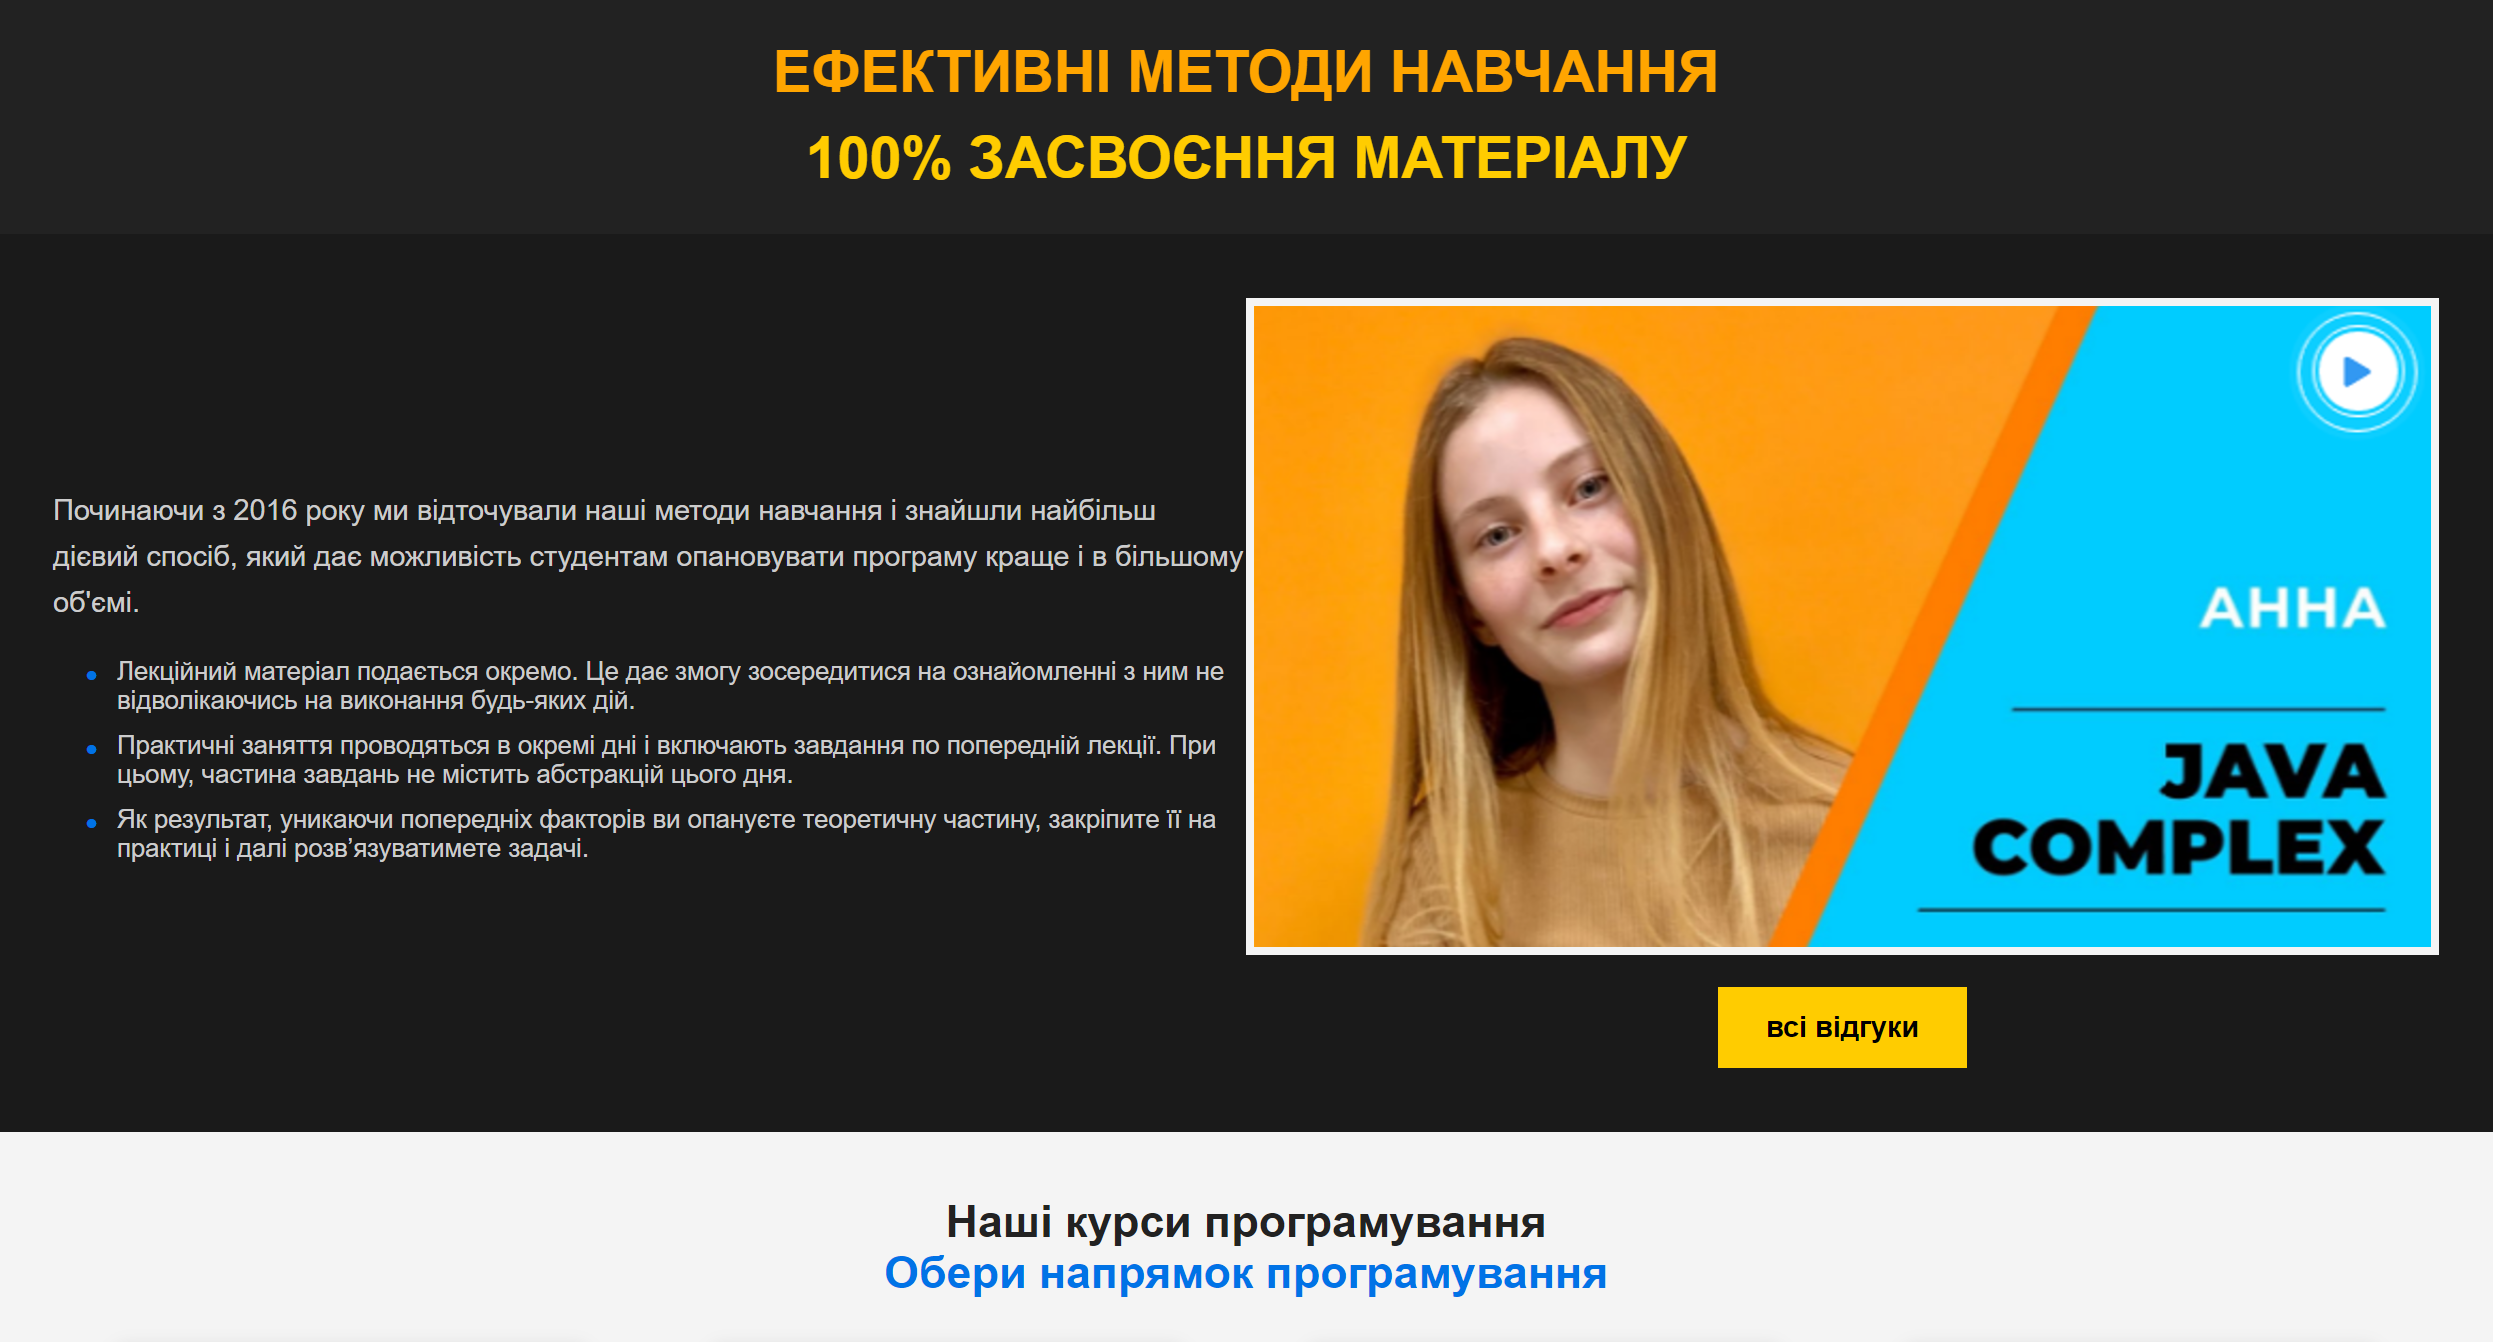 ЕФЕКТИВНІ МЕТОДИ НАВЧАННЯ
100% ЗАСВОЄННЯ МАТЕРІАЛУ
Починаючи з 2016 року ми відточували наші методи навчання і знайшли найбільш
дієвий спосіб, який дає можливість студентам опановувати програму краще і в більшому
об'ємі.
Лекційний матеріал подається окремо. Це дає змогу зосередитися на ознайомленні з ним не
відволікаючись на виконання будь-яких дій.
Практичні заняття проводяться в окремі дні і включають завдання по попередній лекції. При
цьому, частина завдань не містить абстракцій цього дня.
Як результат, уникаючи попередніх факторів ви опануєте теоретичну частину, закріпите її на
практиці і далі розв’язуватимете задачі.
АННА
JAVA
COMPLEX
всі відгуки
Наші курси програмування
Обери напрямок програмування